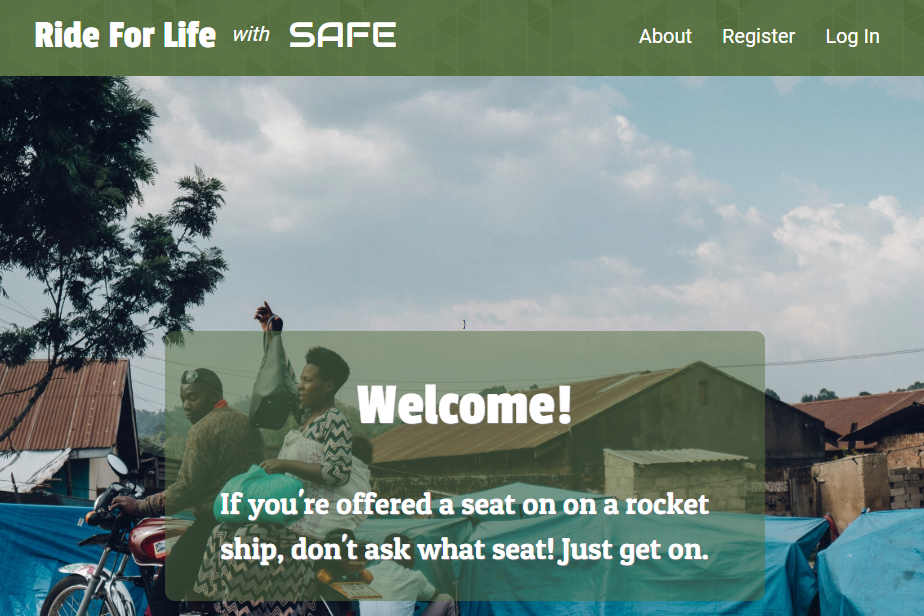 Ride For Life with SAFE About Register Log In
}
Welcome!
If you're offered a seat on on a rocket
ship, don't ask what seat! Just get on.